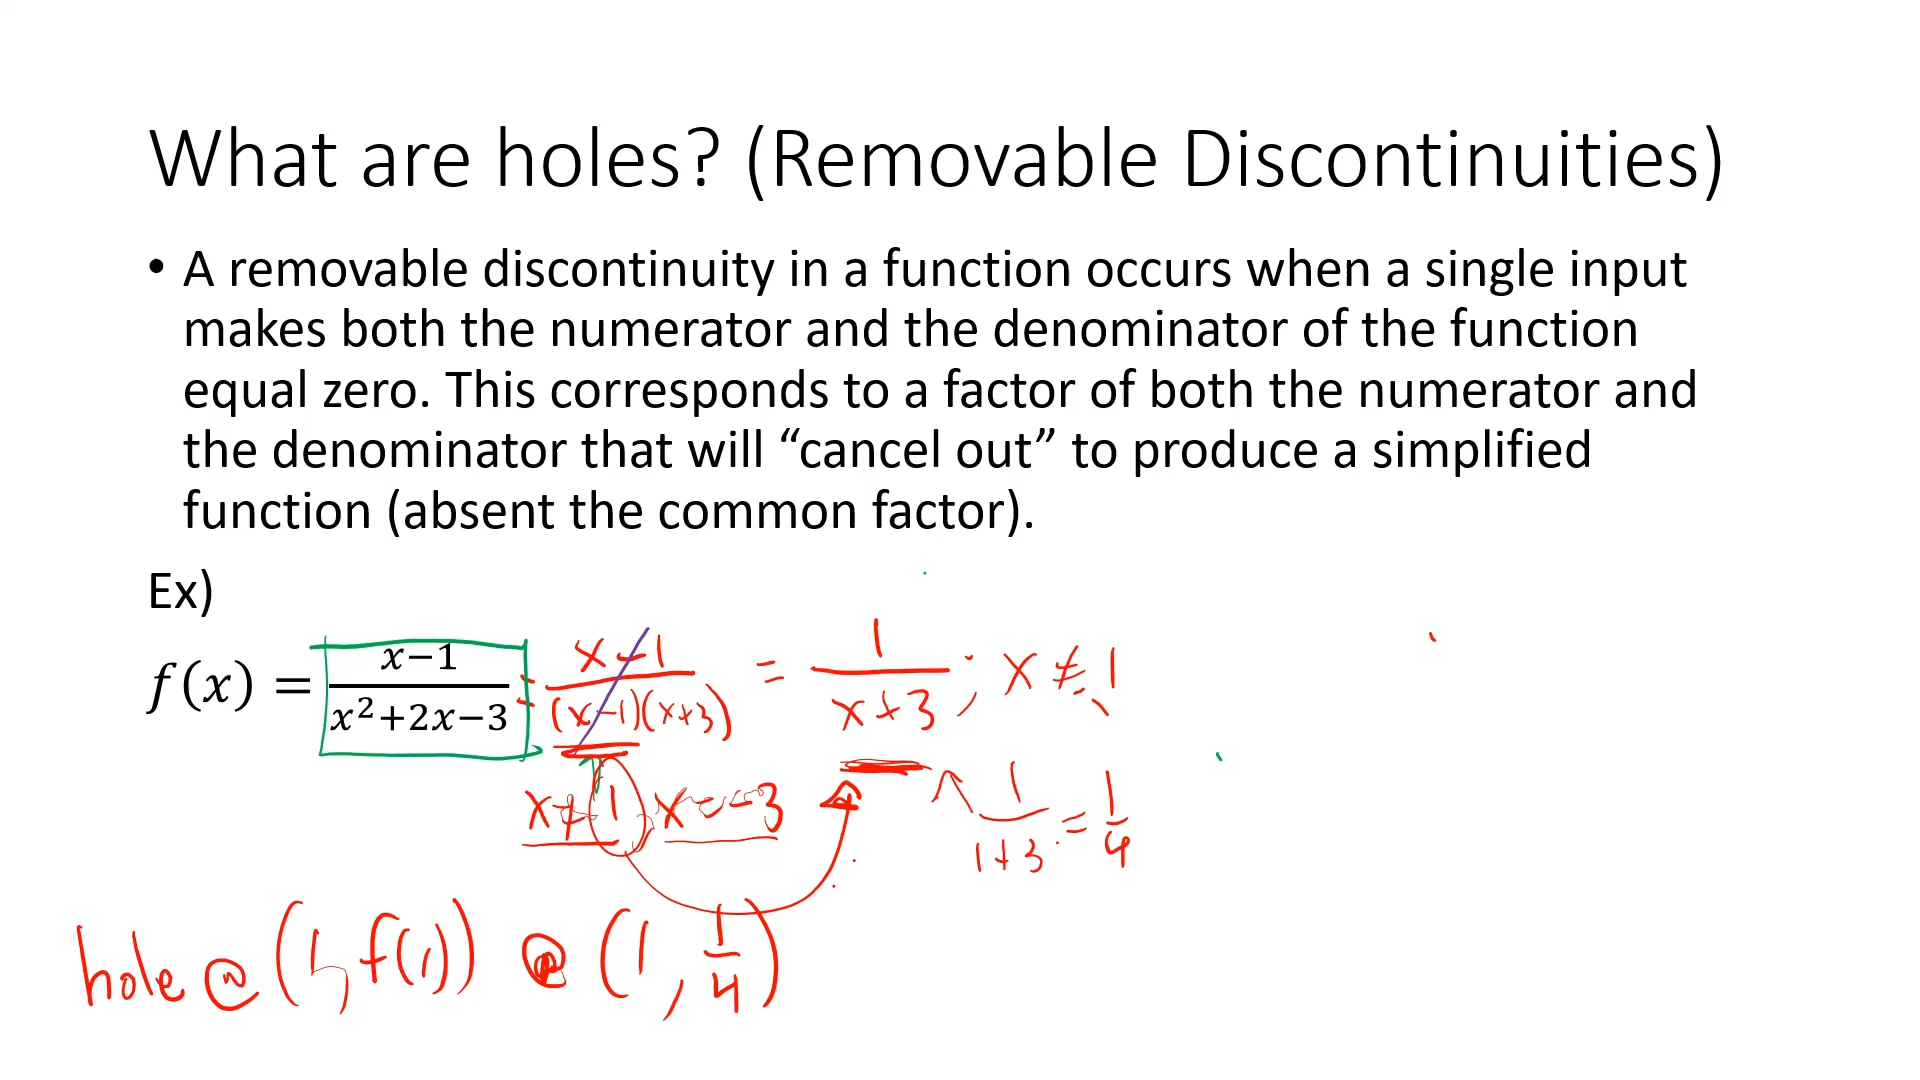 What are holes? (Removable Discontinuities)
• A removable discontinuity in a function occurs when a single input
makes both the numerator and the denominator of the function
equal zero. This corresponds to a factor of both the numerator and
the denominator that will “cancel out” to produce a simplified
function (absent the common factor).
Ex)
f(x) = (x−1)/(x²+2x−3) = (x−1)/((x−1)(x+3)) = 1/(x+3) ; x ≠ 1
x ≠ 1, x = −3
1/(1+3) = 1/4
hole @ (1, f(1)) @ (1, 1/4)